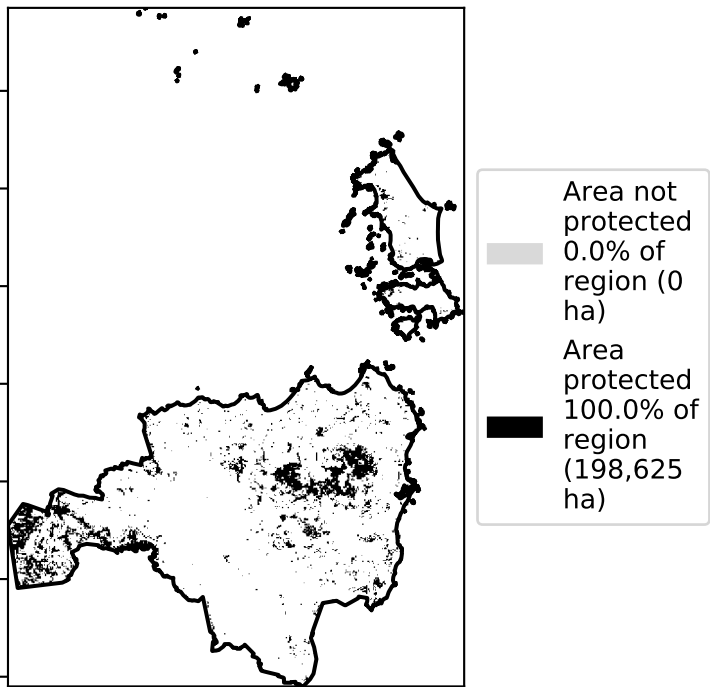 Area not
protected
0.0% of
region (0
ha)
Area
protected
100.0% of
region
(198,625
ha)